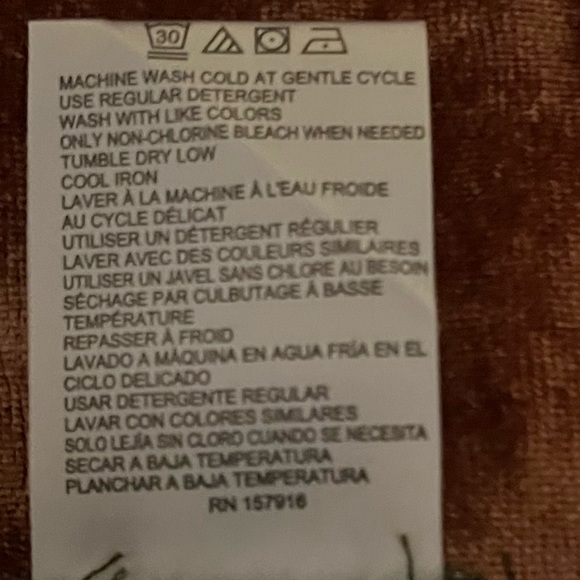 30
MACHINE WASH COLD AT GENTLE CYCLE
USE REGULAR DETERGENT
WASH WITH LIKE COLORS
ONLY NON-CHLORINE BLEACH WHEN NEEDED
TUMBLE DRY LOW
COOL IRON
LAVER À LA MACHINE À L'EAU FROIDE
AU CYCLE DÉLICAT
UTILISER UN DÉTERGENT RÉGULIER
LAVER AVEC DES COULEURS SIMILAIRES
UTILISER UN JAVEL SANS CHLORE AU BESOIN
SÉCHAGE PAR CULBUTAGE À BASSE
TEMPÉRATURE
REPASSER À FROID
LAVADO A MÁQUINA EN AGUA FRÍA EN EL
CICLO DELICADO
USAR DETERGENTE REGULAR
LAVAR CON COLORES SIMILARES
SOLO LEJÍA SIN CLORO CUANDO SE NECESITA
SECAR A BAJA TEMPERATURA
PLANCHAR A BAJA TEMPERATURA
RN 157916